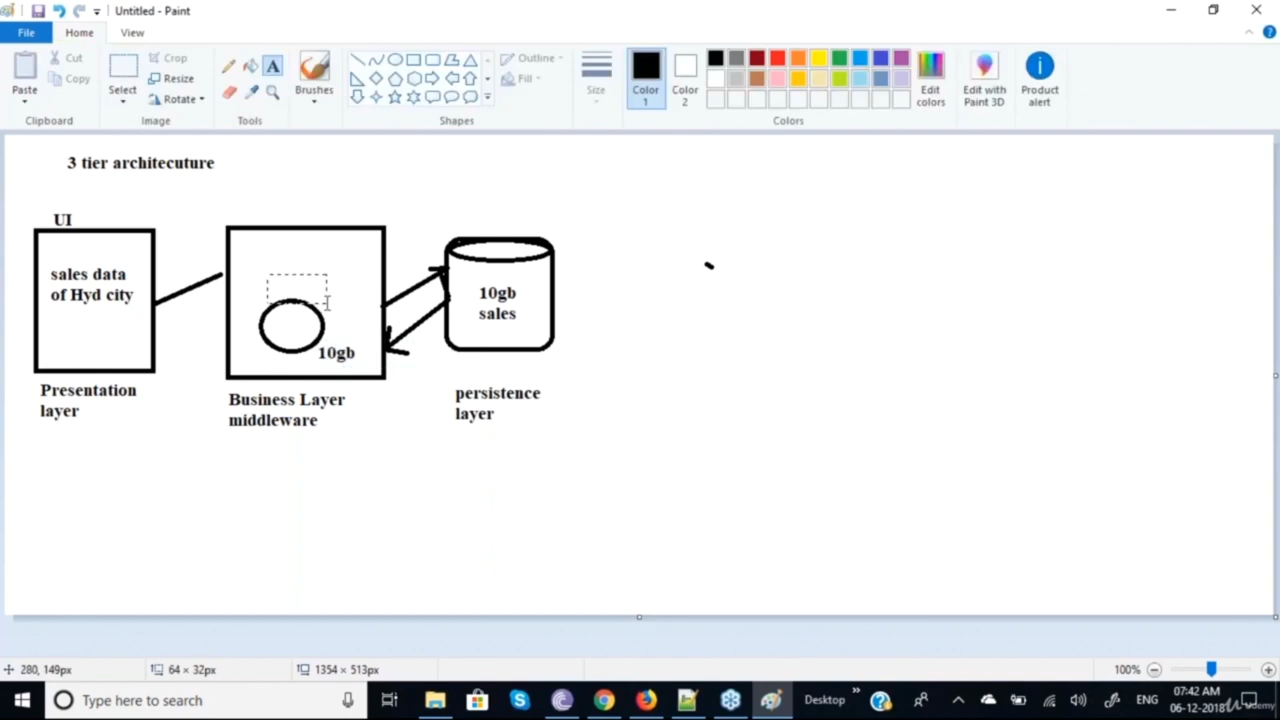 Untitled - Paint
File
Home
View
Paste
Cut
Copy
Select
Crop
Resize
Rotate
A
Brushes
Outline
Fill
Size
Color 1
Color 2
Edit colors
Edit with Paint 3D
Product alert
Clipboard
Image
Tools
Shapes
Colors
3 tier architecuture
UI
sales data
of Hyd city
10gb
10gb
sales
Presentation
layer
Business Layer
middleware
persistence
layer
280, 149px
64 × 32px
1354 × 513px
100%
Type here to search
Desktop
ENG
07:42 AM
06-12-2018
Udemy